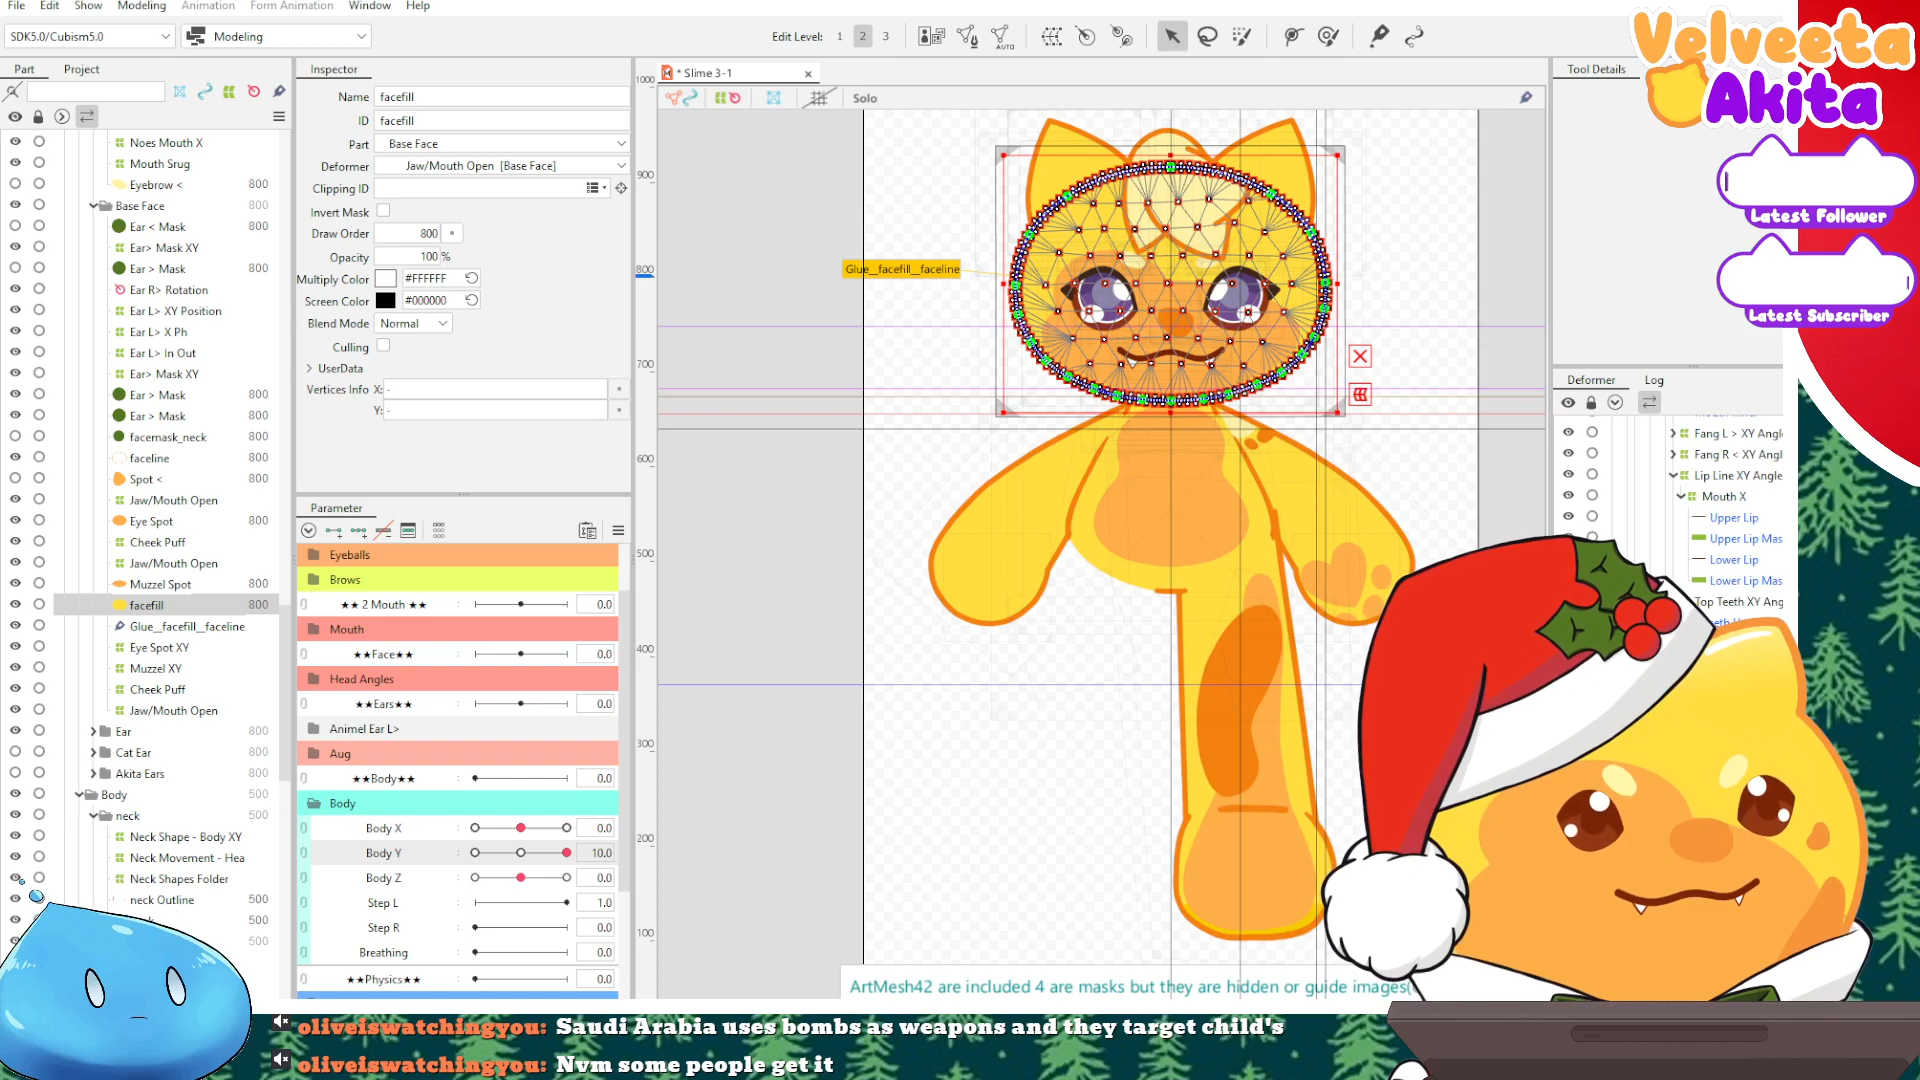 File Edit Show Modeling Animation Form Animation Window Help
SDK5.0/Cubism5.0
Modeling
Edit Level: 1 2 3
AUTO
Part Project
Noes Mouth X
Mouth Srug
Eyebrow < 800
Base Face 800
Ear < Mask 800
Ear> Mask XY
Ear > Mask 800
Ear R> Rotation
Ear L> XY Position
Ear L> X Ph
Ear L> In Out
Ear> Mask XY
Ear > Mask 800
Ear > Mask 800
facemask_neck 800
faceline 800
Spot < 800
Jaw/Mouth Open
Eye Spot 800
Cheek Puff
Jaw/Mouth Open
Muzzel Spot 800
facefill 800
Glue__facefill__faceline
Eye Spot XY
Muzzel XY
Cheek Puff
Jaw/Mouth Open
Ear 800
Cat Ear 800
Akita Ears 800
Body 500
neck 500
Neck Shape - Body XY
Neck Movement - Hea
Neck Shapes Folder
neck Outline 500
500
500
Inspector
Name facefill
ID facefill
Part Base Face
Deformer Jaw/Mouth Open [Base Face]
Clipping ID
Invert Mask
Draw Order 800
Opacity 100 %
Multiply Color #FFFFFF
Screen Color #000000
Blend Mode Normal
Culling
UserData
Vertices Info X: -
Y: -
Parameter
Eyeballs
Brows
★★ 2 Mouth ★★ : 0.0
Mouth
★★Face★★ : 0.0
Head Angles
★★Ears★★ : 0.0
Animel Ear L>
Aug
★★Body★★ : 0.0
Body
Body X : 0.0
Body Y : 10.0
Body Z : 0.0
Step L : 1.0
Step R : 0.0
Breathing : 0.0
★★Physics★★ : 0.0
* Slime 3-1
Solo
1000
900
800
700
600
500
400
300
200
100
Glue__facefill__faceline
ArtMesh42 are included 4 are masks but they are hidden or guide images(
Tool Details
Deformer Log
Fang L > XY Angl
Fang R < XY Angl
Lip Line XY Angle
Mouth X
Upper Lip
Upper Lip Mas
Lower Lip
Lower Lip Mas
Top Teeth XY Ang
Velveeta
Akita
Latest Follower
Latest Subscriber
oliveiswatchingyou: Saudi Arabia uses bombs as weapons and they target child's
oliveiswatchingyou: Nvm some people get it